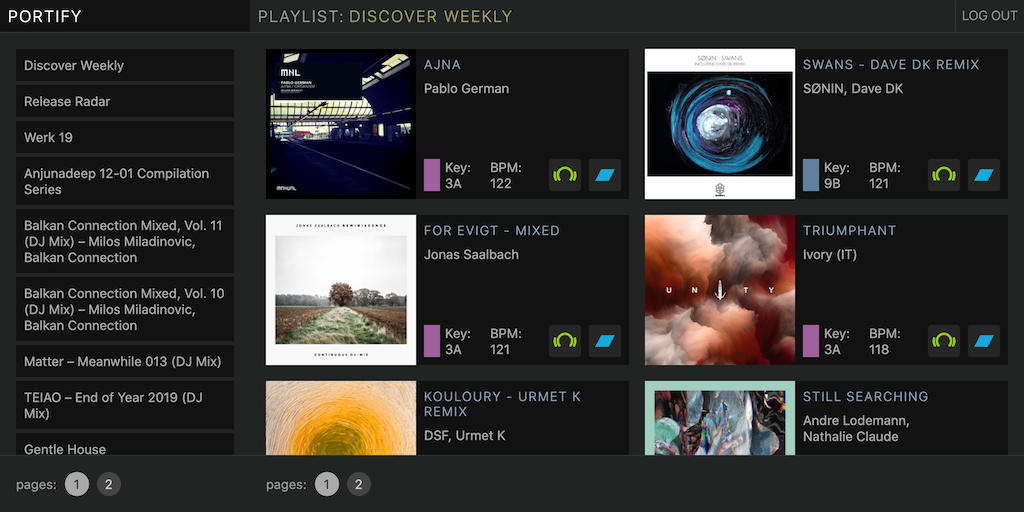 PORTIFY
PLAYLIST: DISCOVER WEEKLY
LOG OUT
Discover Weekly
Release Radar
Werk 19
Anjunadeep 12-01 Compilation
Series
Balkan Connection Mixed, Vol. 11
(DJ Mix) – Milos Miladinovic,
Balkan Connection
Balkan Connection Mixed, Vol. 10
(DJ Mix) – Milos Miladinovic,
Balkan Connection
Matter – Meanwhile 013 (DJ Mix)
TEIAO – End of Year 2019 (DJ
Mix)
Gentle House
pages: 1 2
MNL
PABLO GERMAN
AJNA
Pablo German
Key:
3A
BPM:
122
SØNIN . SWANS
INCLUDING DAVE DK REMIX
SWANS - DAVE DK REMIX
SØNIN, Dave DK
Key:
9B
BPM:
121
JONAS SAALBACH REMINISCENCE
CONTINUOUS DJ-MIX
FOR EVIGT - MIXED
Jonas Saalbach
Key:
3A
BPM:
121
UNITY
TRIUMPHANT
Ivory (IT)
Key:
3A
BPM:
118
KOULOURY - URMET K
REMIX
DSF, Urmet K
STILL SEARCHING
Andre Lodemann,
Nathalie Claude
pages: 1 2